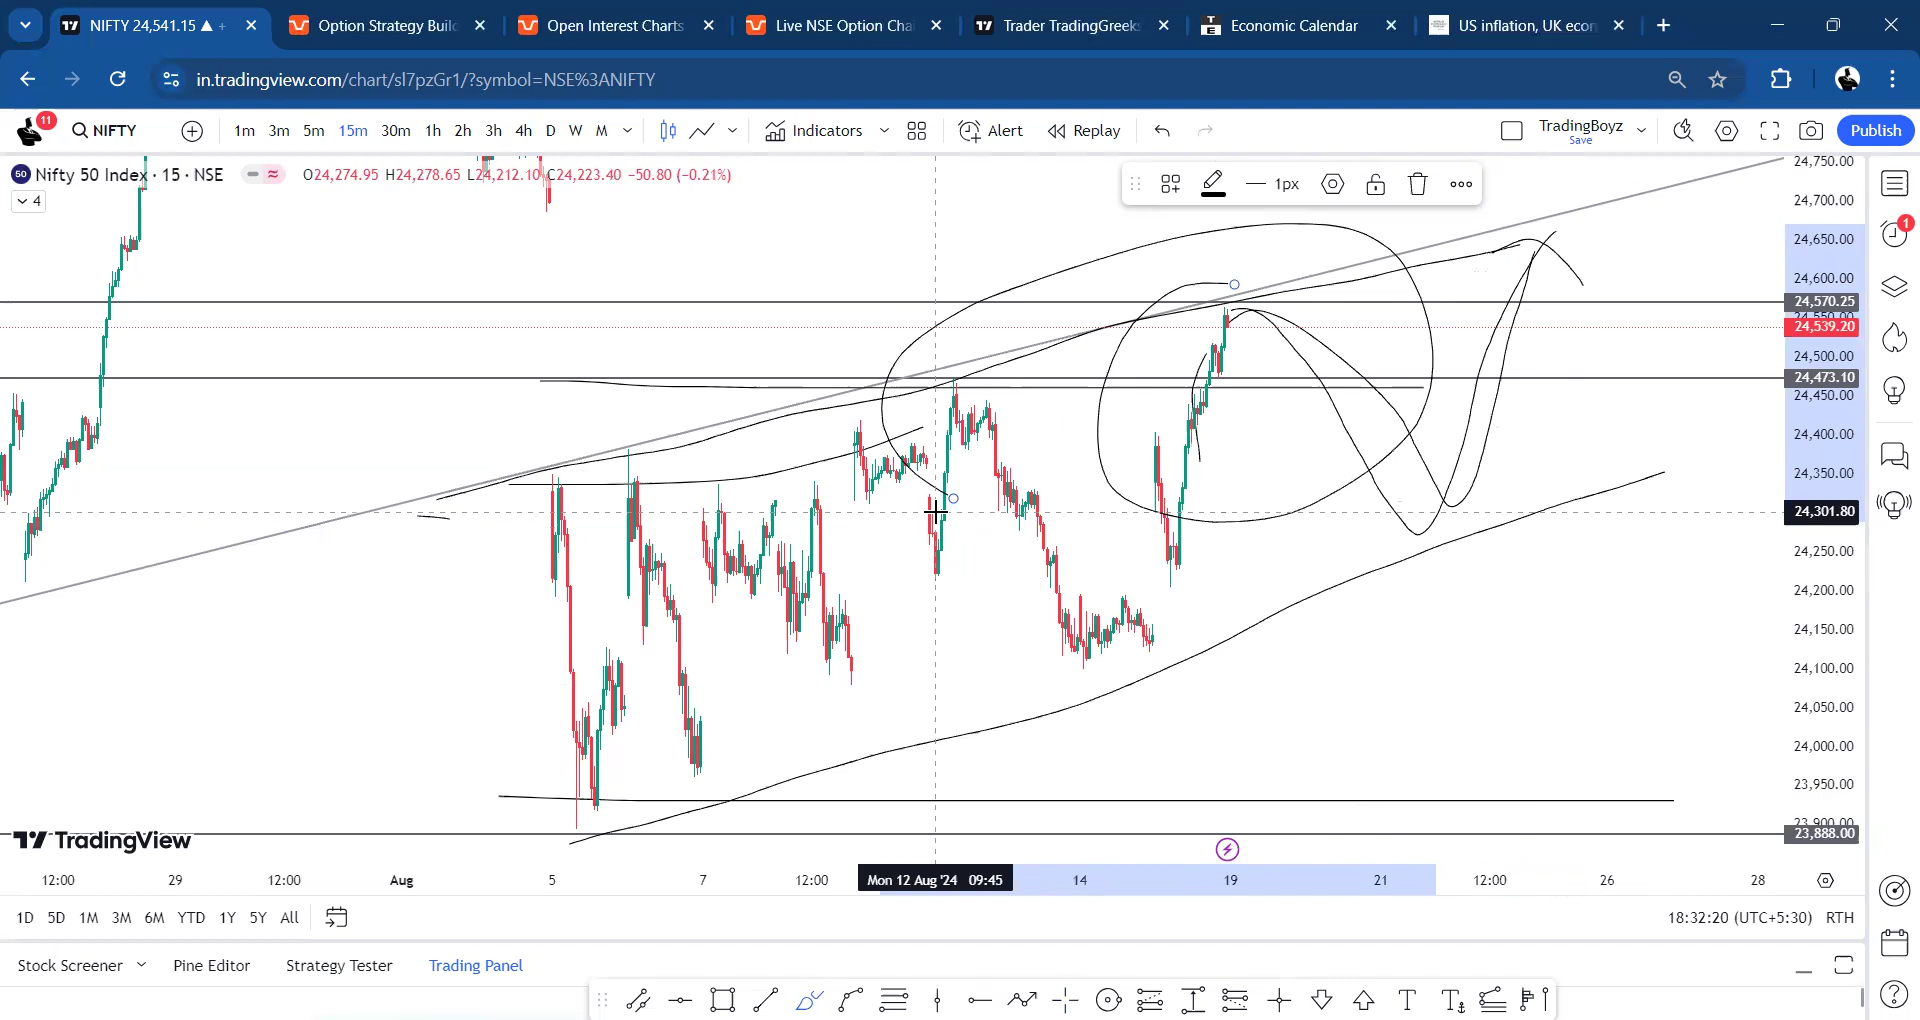 NIFTY 24,541.15 ▲ +
Option Strategy Buil
Open Interest Charts
Live NSE Option Cha
Trader TradingGreeks
Economic Calendar
US inflation, UK econ
in.tradingview.com/chart/sl7pzGr1/?symbol=NSE%3ANIFTY
11
NIFTY
1m 3m 5m 15m 30m 1h 2h 3h 4h D W M
Indicators
Alert
Replay
TradingBoyz
Save
Publish
50 Nifty 50 Index · 15 · NSE
O24,274.95 H24,278.65 L24,212.10 C24,223.40 −50.80 (−0.21%)
4
1px
24,750.00
24,700.00
1
24,650.00
24,600.00
24,570.25
24,539.20
24,500.00
24,473.10
24,450.00
24,400.00
24,350.00
24,301.80
24,250.00
24,200.00
24,150.00
24,100.00
24,050.00
24,000.00
23,950.00
23,900.00
23,888.00
TradingView
12:00 29 12:00 Aug 5 7 12:00 Mon 12 Aug '24 09:45 14 19 21 12:00 26 28
1D 5D 1M 3M 6M YTD 1Y 5Y All
18:32:20 (UTC+5:30) RTH
Stock Screener Pine Editor Strategy Tester Trading Panel